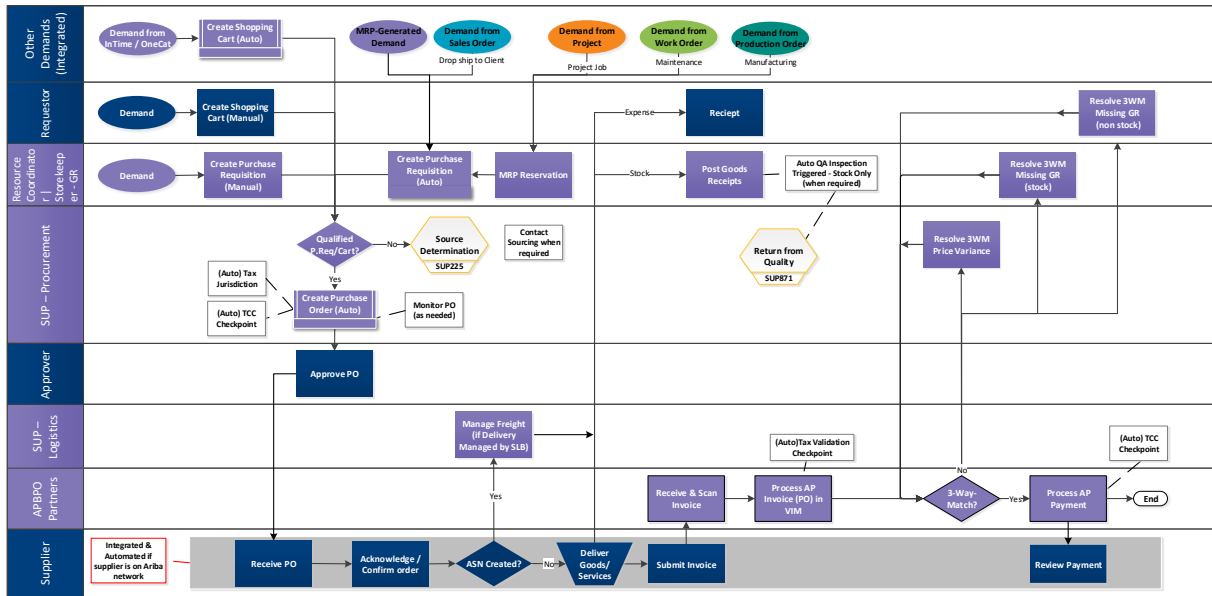 Other
Demands
(Integrated)
Demand from
InTime / OneCat
Create Shopping
Cart (Auto)
MRP-Generated
Demand
Demand from
Sales Order
Drop ship to Client
Demand from
Project
Project Job
Demand from
Work Order
Maintenance
Demand from
Production Order
Manufacturing
Requestor
Demand
Create Shopping
Cart (Manual)
Expense
Reciept
Resolve 3WM
Missing GR
(non stock)
Resource
Coordinato
r |
Storekeep
er - GR
Demand
Create Purchase
Requisition
(Manual)
Create Purchase
Requisition
(Auto)
MRP Reservation
Stock
Post Goods
Receipts
Auto QA Inspection
Triggered - Stock Only
(when required)
Resolve 3WM
Missing GR
(stock)
SUP – Procurement
Qualified
P.Req/Cart?
No
Source
Determination
SUP225
Contact
Sourcing when
required
Return from
Quality
SUP871
Resolve 3WM
Price Variance
Yes
(Auto) Tax
Jurisdiction
(Auto) TCC
Checkpoint
Create Purchase
Order (Auto)
Monitor PO
(as needed)
Approver
Approve PO
SUP –
Logistics
Manage Freight
(if Delivery
Managed by SLB)
(Auto)Tax Validation
Checkpoint
(Auto) TCC
Checkpoint
No
APBPO
Partners
Yes
Receive & Scan
Invoice
Process AP
Invoice (PO) in
VIM
3-Way-
Match?
Yes
Process AP
Payment
End
Supplier
Integrated &
Automated if
supplier is on Ariba
network
Receive PO
Acknowledge /
Confirm order
ASN Created?
No
Deliver
Goods/
Services
Submit Invoice
Review Payment